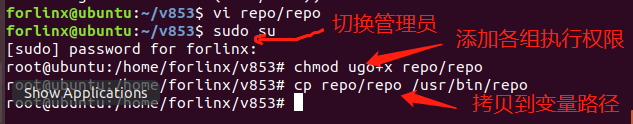 forlinx@ubuntu:~/v853$ vi repo/repo
forlinx@ubuntu:~/v853$ sudo su
切换管理员
[sudo] password for forlinx:
添加各组执行权限
root@ubuntu:/home/forlinx/v853# chmod ugo+x repo/repo
root@ubuntu:/home/forlinx/v853# cp repo/repo /usr/bin/repo
Show Applications
root@ubuntu:/home/forlinx/v853#
拷贝到变量路径